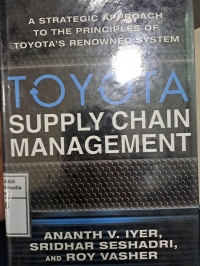 A STRATEGIC APPROACH
TO THE PRINCIPLES OF
TOYOTA'S RENOWNED SYSTEM
TOYOTA
SUPPLY CHAIN
MANAGEMENT
ANANTH V. IYER,
SRIDHAR SESHADRI,
AND ROY VASHER